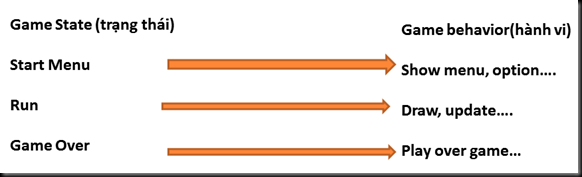 Game State (trạng thái)
Game behavior(hành vi)
Start Menu
Show menu, option....
Run
Draw, update....
Game Over
Play over game...